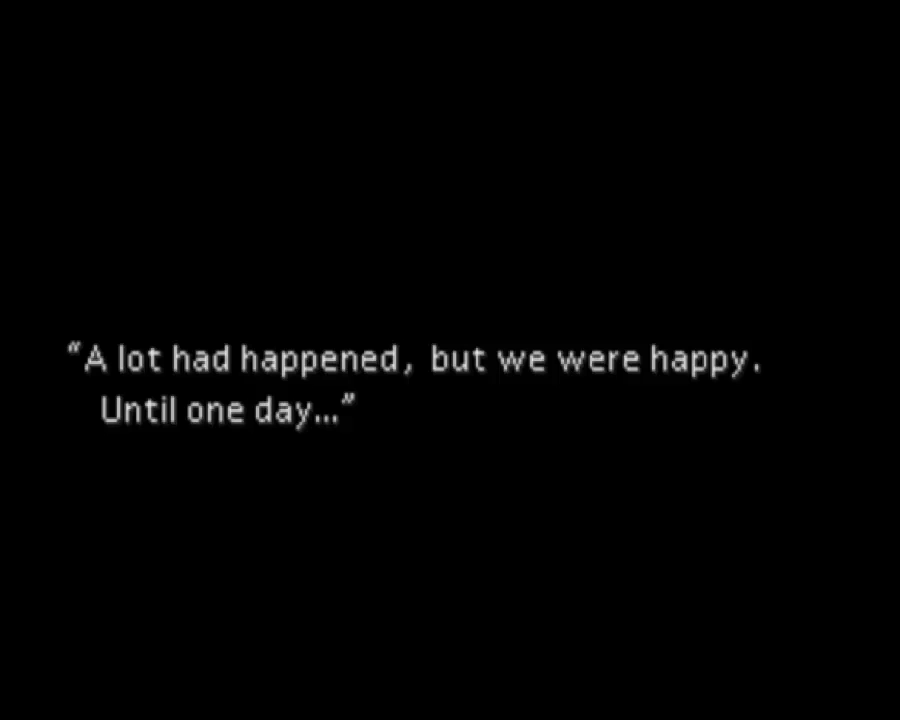 “A lot had happened, but we were happy.
Until one day...”